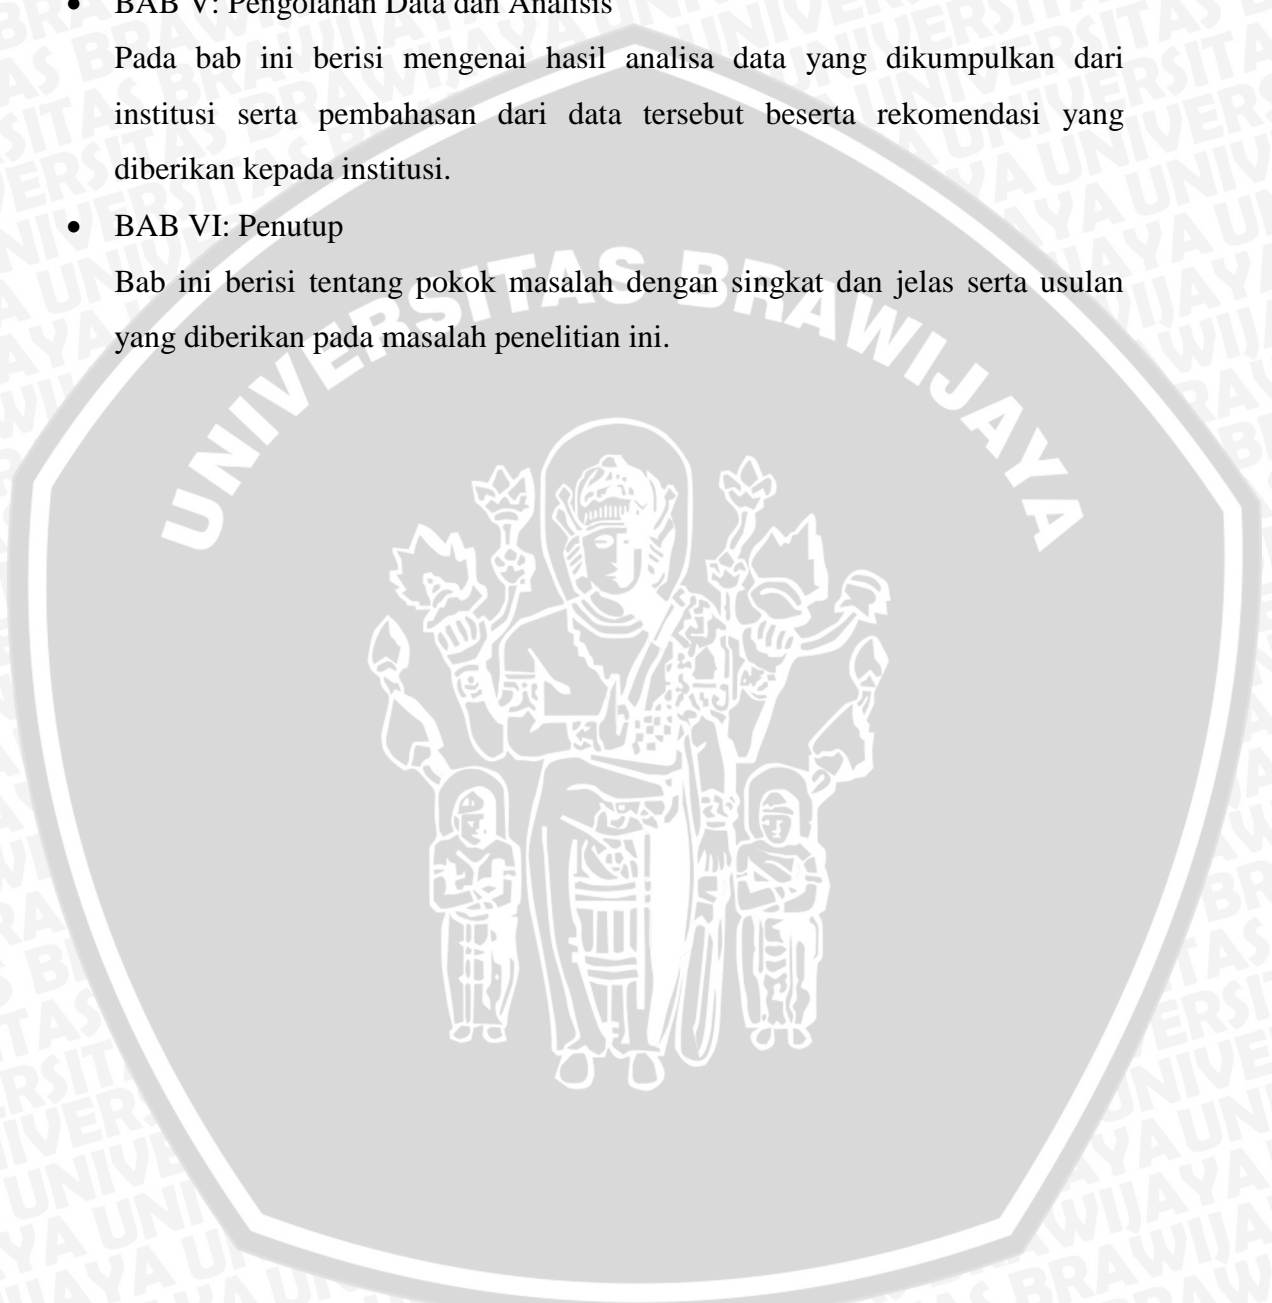 • BAB V: Pengolahan Data dan Analisis
Pada bab ini berisi mengenai hasil analisa data yang dikumpulkan dari
institusi serta pembahasan dari data tersebut beserta rekomendasi yang
diberikan kepada institusi.
• BAB VI: Penutup
Bab ini berisi tentang pokok masalah dengan singkat dan jelas serta usulan
yang diberikan pada masalah penelitian ini.
UNIVERSITAS BRAWIJAYA